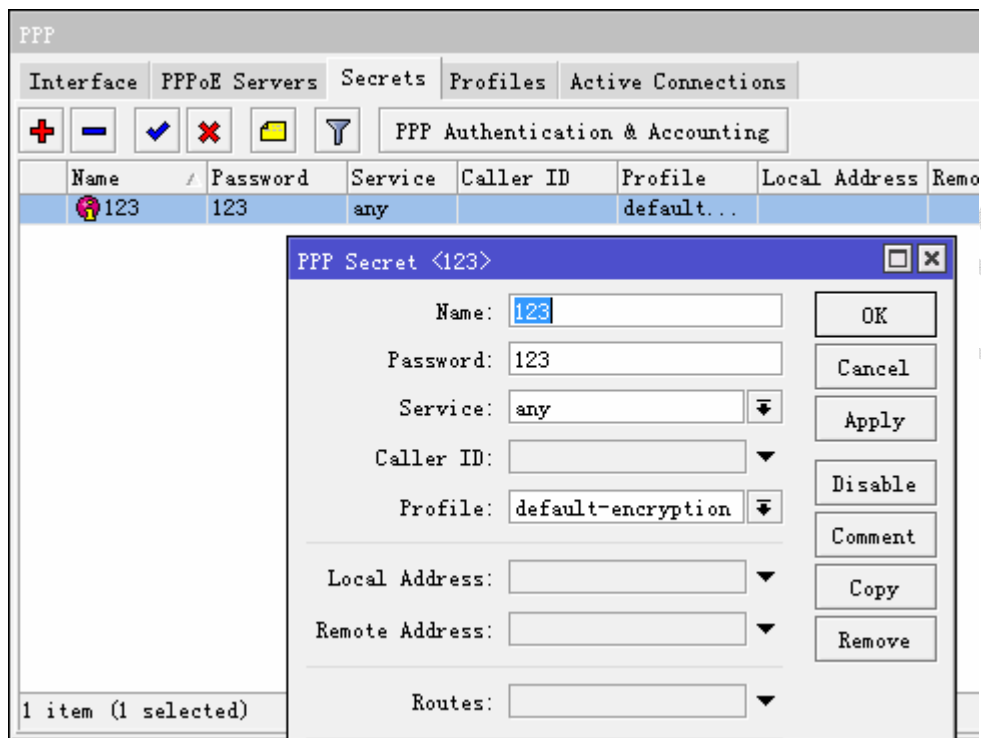 PPP
Interface PPPoE Servers Secrets Profiles Active Connections
PPP Authentication & Accounting
Name Password Service Caller ID Profile Local Address Remo
123 123 any default...
PPP Secret <123>
Name: 123 OK
Password: 123 Cancel
Service: any Apply
Caller ID:
Disable
Profile: default-encryption
Comment
Local Address: Copy
Remote Address: Remove
Routes:
1 item (1 selected)